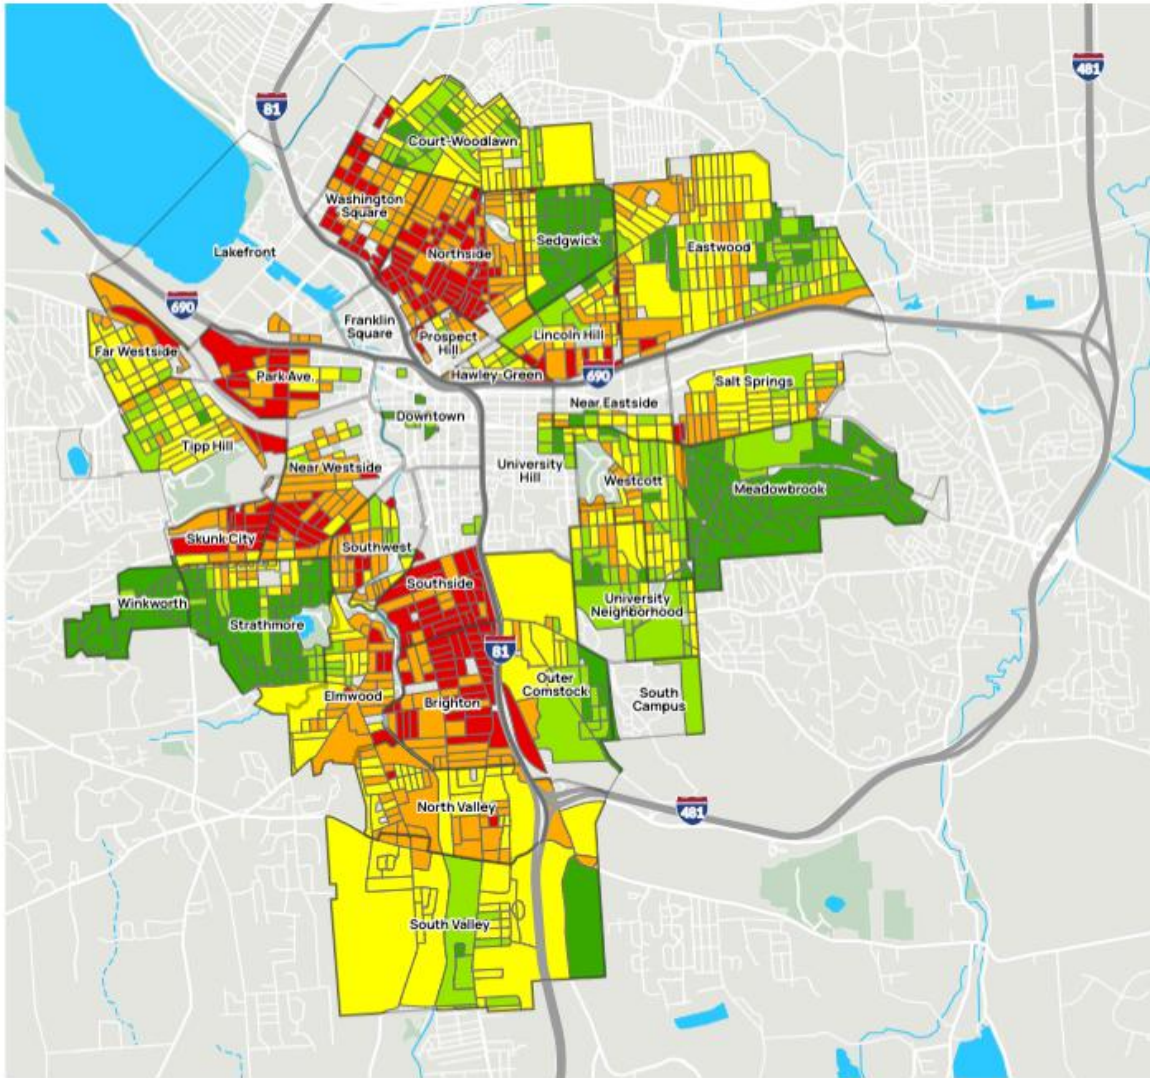 481
81
Court-Woodlawn
Washington
Square
Northside
Sedgwick
Eastwood
Lakefront
690
Franklin
Square
Prospect
Hill
Lincoln Hill
Far Westside
Park Ave.
Hawley-Green
690
Salt Springs
Near Eastside
Downtown
Tipp Hill
Near Westside
University
Hill
Westcott
Meadowbrook
Skunk City
Southwest
Southside
Winkworth
Strathmore
University
Neighborhood
81
Outer
Comstock
South
Campus
Elmwood
Brighton
North Valley
481
South Valley